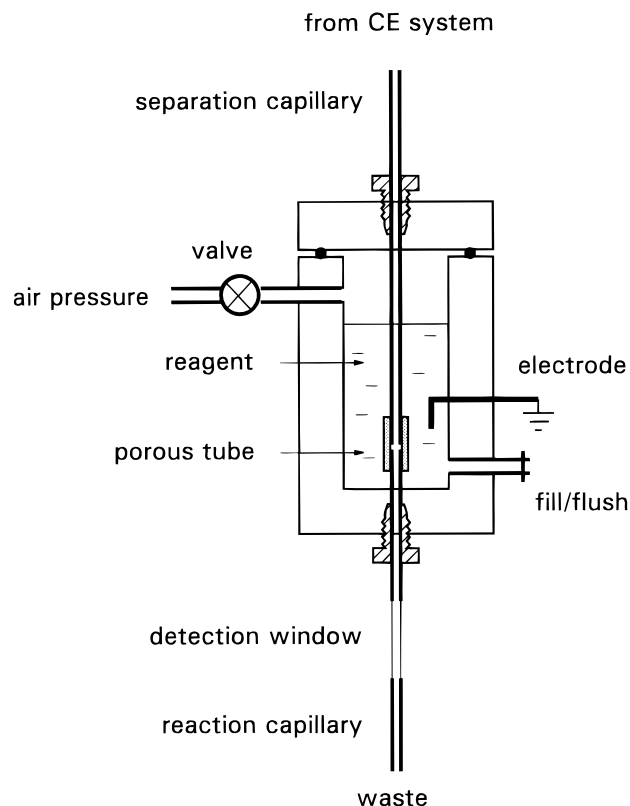 from CE system
separation capillary
valve
air pressure
reagent
electrode
porous tube
fill/flush
detection window
reaction capillary
waste